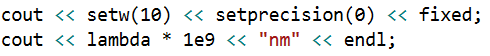 cout << setw(10) << setprecision(0) << fixed;
cout << lambda * 1e9 << "nm" << endl;